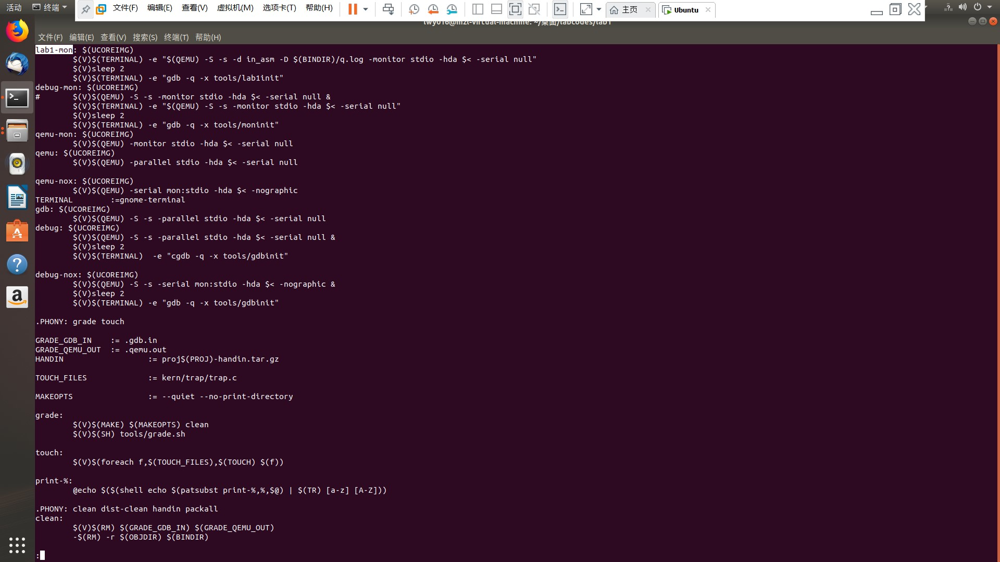 活动 终端 文件(F) 编辑(E) 查看(V) 虚拟机(M) 选项卡(T) 帮助(H) 主页 Ubuntu
lwy016@mzl-virtual-machine: ~/桌面/labcodes/lab1
文件(F) 编辑(E) 查看(V) 搜索(S) 终端(T) 帮助(H)
lab1-mon: $(UCOREIMG)
$(V)$(TERMINAL) -e "$(QEMU) -S -s -d in_asm -D $(BINDIR)/q.log -monitor stdio -hda $< -serial null"
$(V)sleep 2
$(V)$(TERMINAL) -e "gdb -q -x tools/lab1init"
debug-mon: $(UCOREIMG)
# $(V)$(QEMU) -S -s -monitor stdio -hda $< -serial null &
$(V)$(TERMINAL) -e "$(QEMU) -S -s -monitor stdio -hda $< -serial null"
$(V)sleep 2
$(V)$(TERMINAL) -e "gdb -q -x tools/moninit"
qemu-mon: $(UCOREIMG)
$(V)$(QEMU) -monitor stdio -hda $< -serial null
qemu: $(UCOREIMG)
$(V)$(QEMU) -parallel stdio -hda $< -serial null
qemu-nox: $(UCOREIMG)
$(V)$(QEMU) -serial mon:stdio -hda $< -nographic
TERMINAL :=gnome-terminal
gdb: $(UCOREIMG)
$(V)$(QEMU) -S -s -parallel stdio -hda $< -serial null
debug: $(UCOREIMG)
$(V)$(QEMU) -S -s -parallel stdio -hda $< -serial null &
$(V)sleep 2
$(V)$(TERMINAL)  -e "cgdb -q -x tools/gdbinit"
debug-nox: $(UCOREIMG)
$(V)$(QEMU) -S -s -serial mon:stdio -hda $< -nographic &
$(V)sleep 2
$(V)$(TERMINAL) -e "gdb -q -x tools/gdbinit"
.PHONY: grade touch
GRADE_GDB_IN := .gdb.in
GRADE_QEMU_OUT := .qemu.out
HANDIN := proj$(PROJ)-handin.tar.gz
TOUCH_FILES := kern/trap/trap.c
MAKEOPTS := --quiet --no-print-directory
grade:
$(V)$(MAKE) $(MAKEOPTS) clean
$(V)$(SH) tools/grade.sh
touch:
$(V)$(foreach f,$(TOUCH_FILES),$(TOUCH) $(f))
print-%:
@echo $($(shell echo $(patsubst print-%,%,$@) | $(TR) [a-z] [A-Z]))
.PHONY: clean dist-clean handin packall
clean:
$(V)$(RM) $(GRADE_GDB_IN) $(GRADE_QEMU_OUT)
-$(RM) -r $(OBJDIR) $(BINDIR)
: